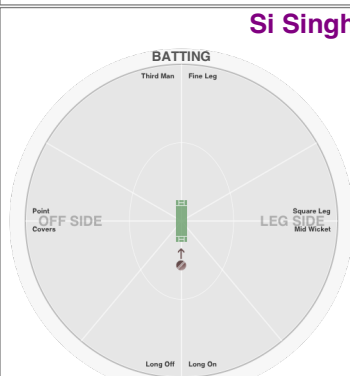 Si Singh
BATTING
Third Man Fine Leg
Point Square Leg
OFF SIDE LEG SIDE
Covers Mid Wicket
Long Off Long On